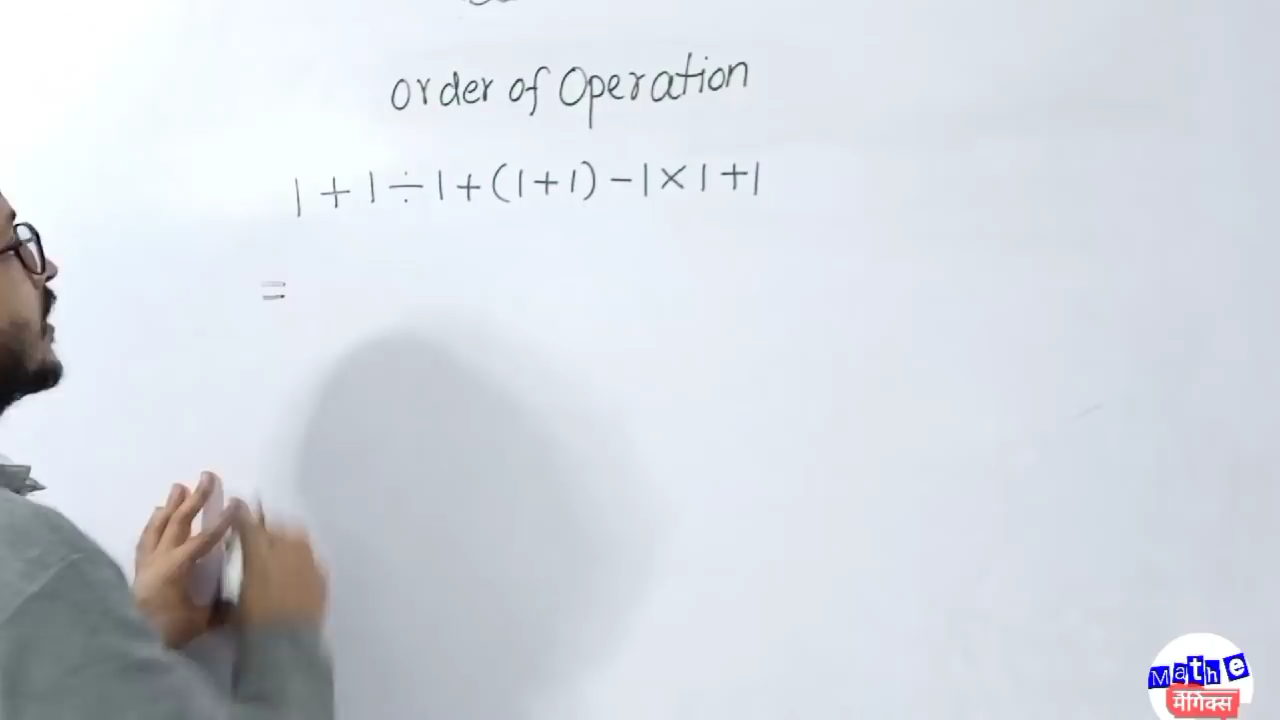 order of Operation
1 + 1 ÷ 1 + (1 + 1) - 1 × 1 + 1
=
Mathe
मैगिक्स